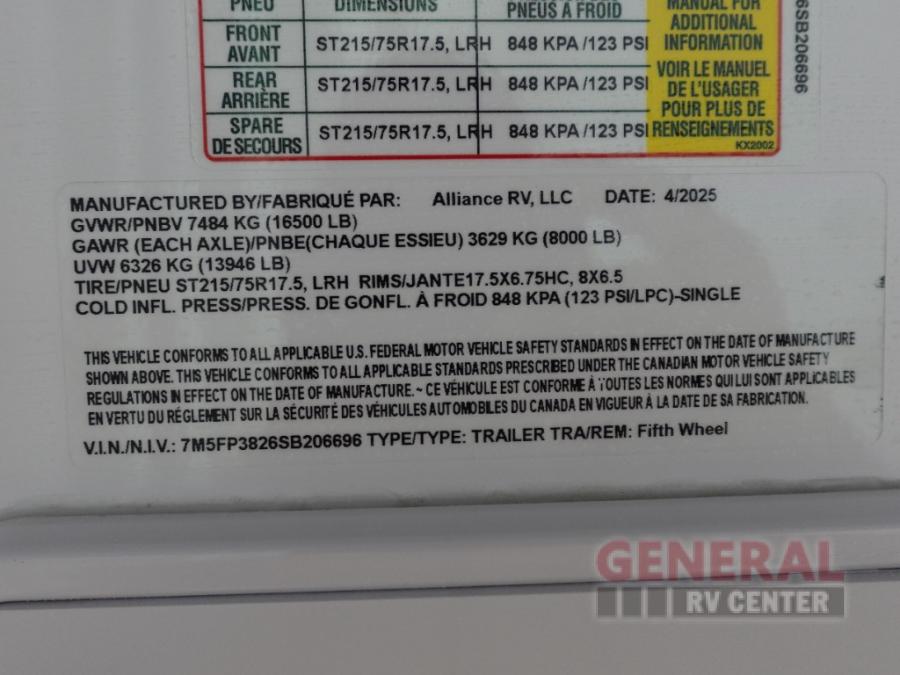 PNEU DIMENSIONS PNEUS A FROID
FRONT AVANT ST215/75R17.5, LRH 848 KPA /123 PSI
REAR ARRIÈRE ST215/75R17.5, LRH 848 KPA /123 PSI
SPARE DE SECOURS ST215/75R17.5, LRH 848 KPA /123 PSI
MANUAL FOR
ADDITIONAL
INFORMATION
VOIR LE MANUEL
DE L'USAGER
POUR PLUS DE
RENSEIGNEMENTS
KX2002
6SB206696
MANUFACTURED BY/FABRIQUÉ PAR: Alliance RV, LLC DATE: 4/2025
GVWR/PNBV 7484 KG (16500 LB)
GAWR (EACH AXLE)/PNBE(CHAQUE ESSIEU) 3629 KG (8000 LB)
UVW 6326 KG (13946 LB)
TIRE/PNEU ST215/75R17.5, LRH RIMS/JANTE17.5X6.75HC, 8X6.5
COLD INFL. PRESS/PRESS. DE GONFL. À FROID 848 KPA (123 PSI/LPC)-SINGLE
THIS VEHICLE CONFORMS TO ALL APPLICABLE U.S. FEDERAL MOTOR VEHICLE SAFETY STANDARDS IN EFFECT ON THE DATE OF MANUFACTURE
SHOWN ABOVE. THIS VEHICLE CONFORMS TO ALL APPLICABLE STANDARDS PRESCRIBED UNDER THE CANADIAN MOTOR VEHICLE SAFETY
REGULATIONS IN EFFECT ON THE DATE OF MANUFACTURE. ~ CE VÉHICULE EST CONFORME À TOUTES LES NORMES QUI LUI SONT APPLICABLES
EN VERTU DU RÉGLEMENT SUR LA SÉCURITÉ DES VÉHICULES AUTOMOBILES DU CANADA EN VIGUEUR À LA DATE DE SA FABRICATION.
V.I.N./N.I.V.: 7M5FP3826SB206696 TYPE/TYPE: TRAILER TRA/REM: Fifth Wheel
GENERAL
RV CENTER